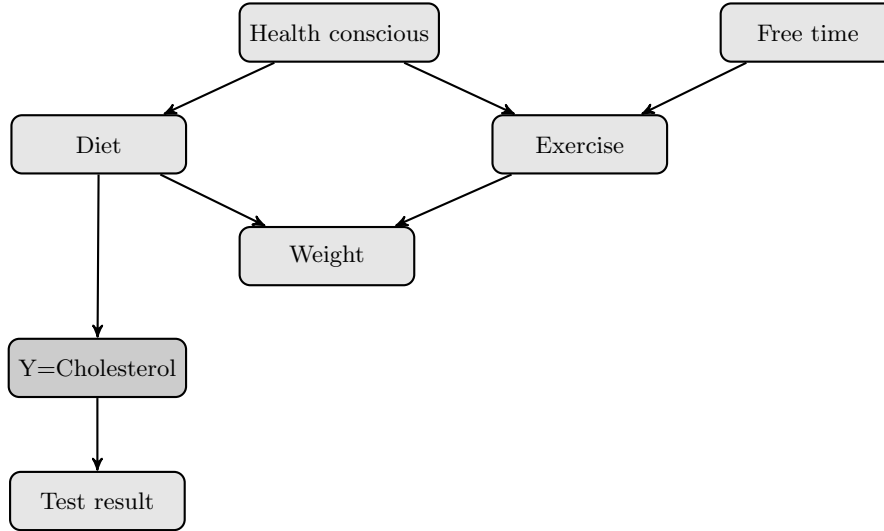 Health conscious
Free time
Diet
Exercise
Weight
Y=Cholesterol
Test result